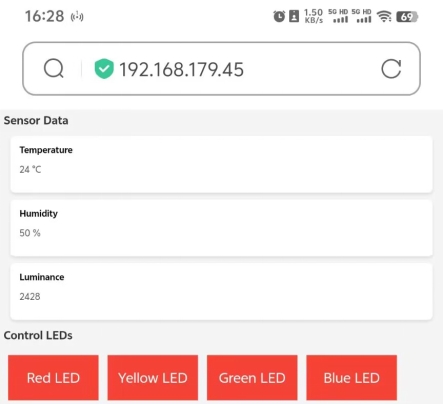 16:28
1.50 KB/s 5G HD 5G HD 69
192.168.179.45
Sensor Data
Temperature
24 °C
Humidity
50 %
Luminance
2428
Control LEDs
Red LED Yellow LED Green LED Blue LED